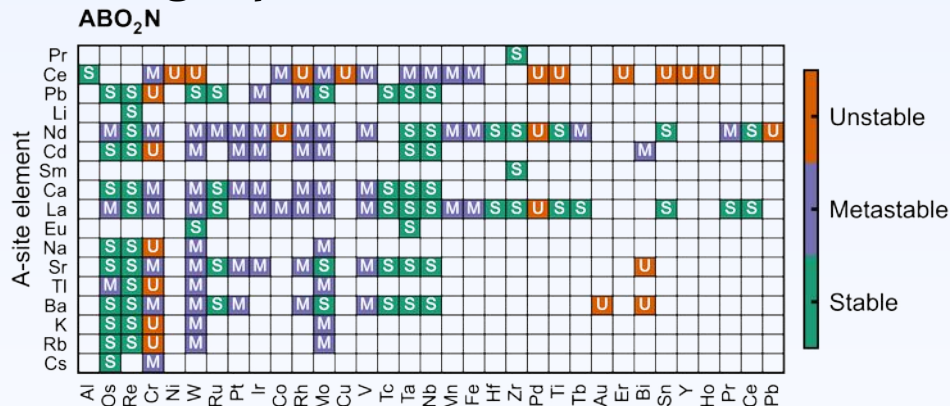 ABO₂N
Pr S
Ce S M U U M U M U M M M M M U U U U U U
Pb S S U S S M M S S S S
Li S
Nd M S M M M M M U M M M S S M M S S U S M S M S U
Cd S S U M M M M M S S M
Sm S
Ca S S M M S M M M M M S S S
La M S M M S M M M M M S S S M M S S U S S S S S
Eu S S
Na S S U M M
Sr S S M M S M M M S M S S S U
Tl M S U M M
Ba S S M M S M M S M S S S U U
K S S U M M
Rb S S U M M
Cs S M
A-site element
Al Os Re Cr Ni W Ru Pt Ir Co Rh Mo Cu V Tc Ta Nb Mn Fe Hf Zr Pd Ti Tb Au Er Bi Sn Y Ho Pr Ce Pb
Unstable
Metastable
Stable